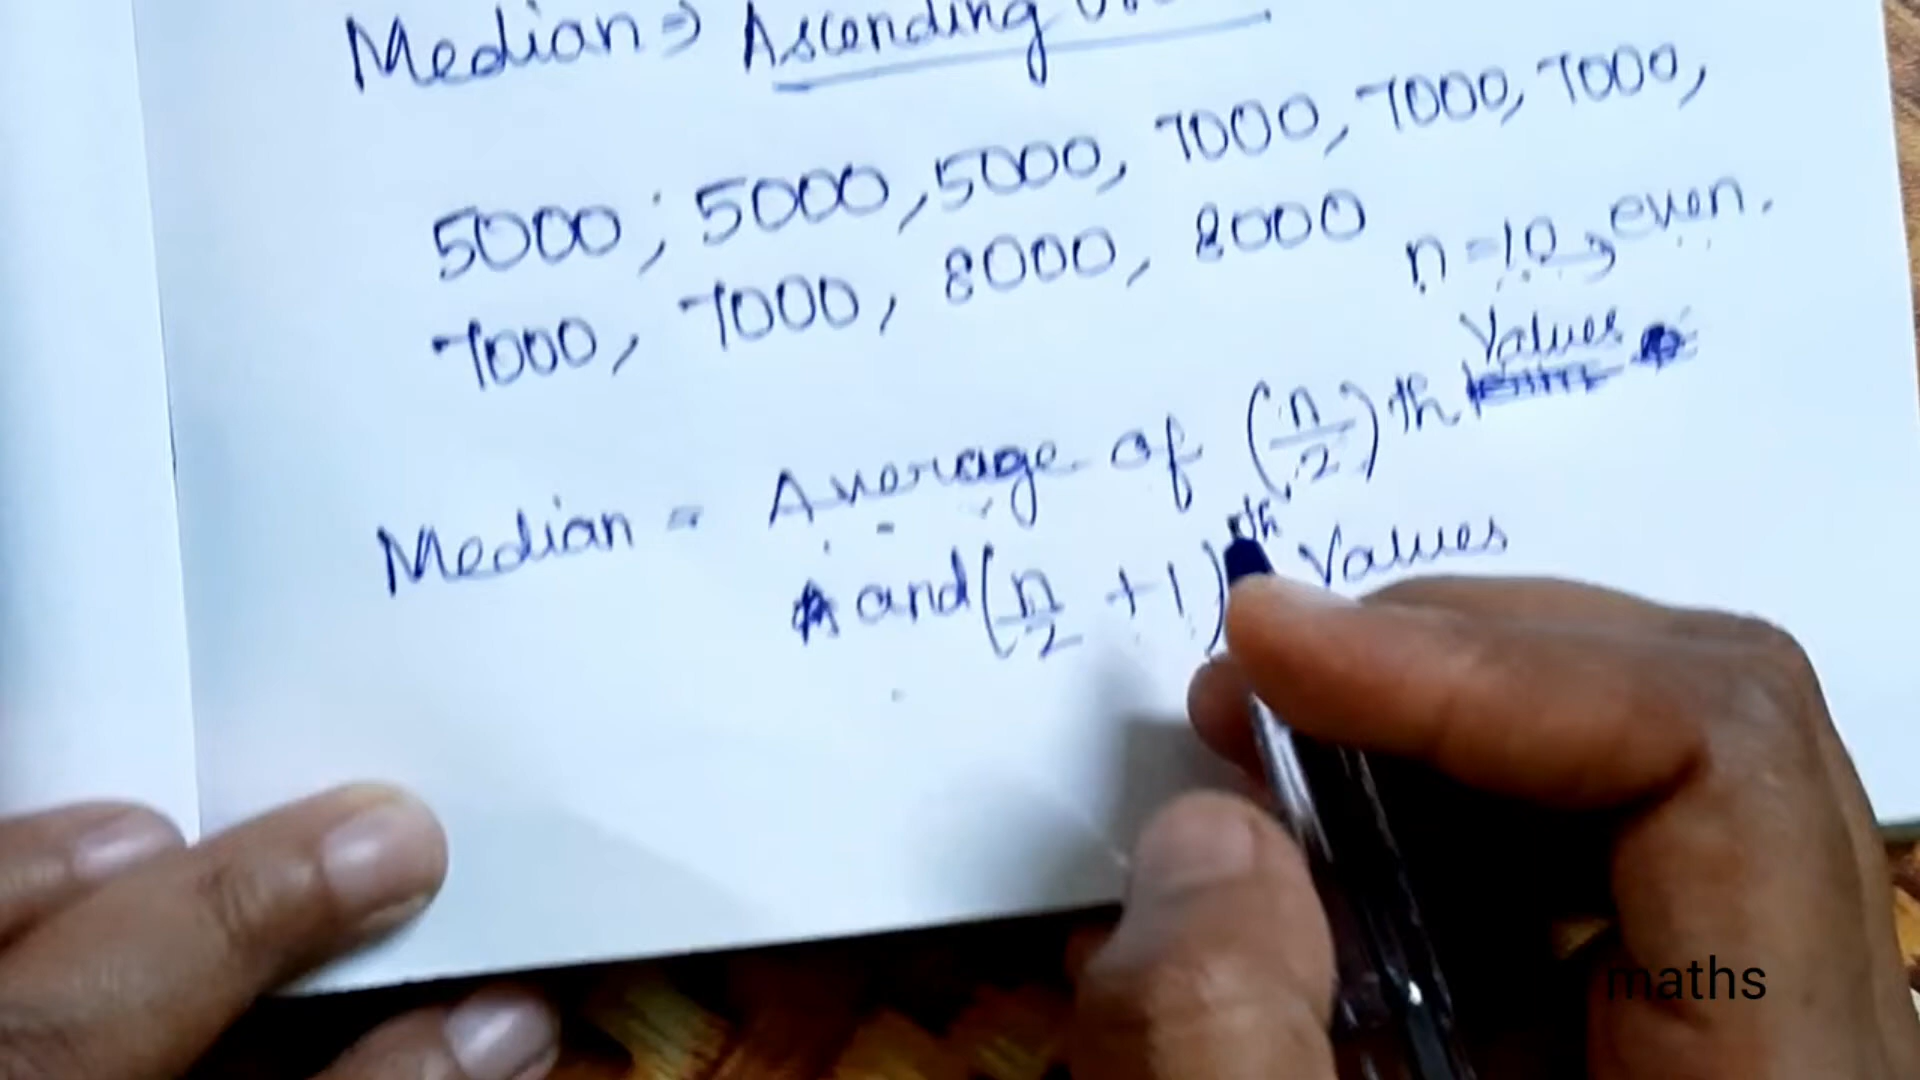 Median ⇒ Ascending
5000, 5000, 5000, 7000, 7000, 7000,
7000, 7000, 8000, 8000 n = 10, even.
Values
Median = Average of (n/2)th
and (n/2 + 1)th Values
maths